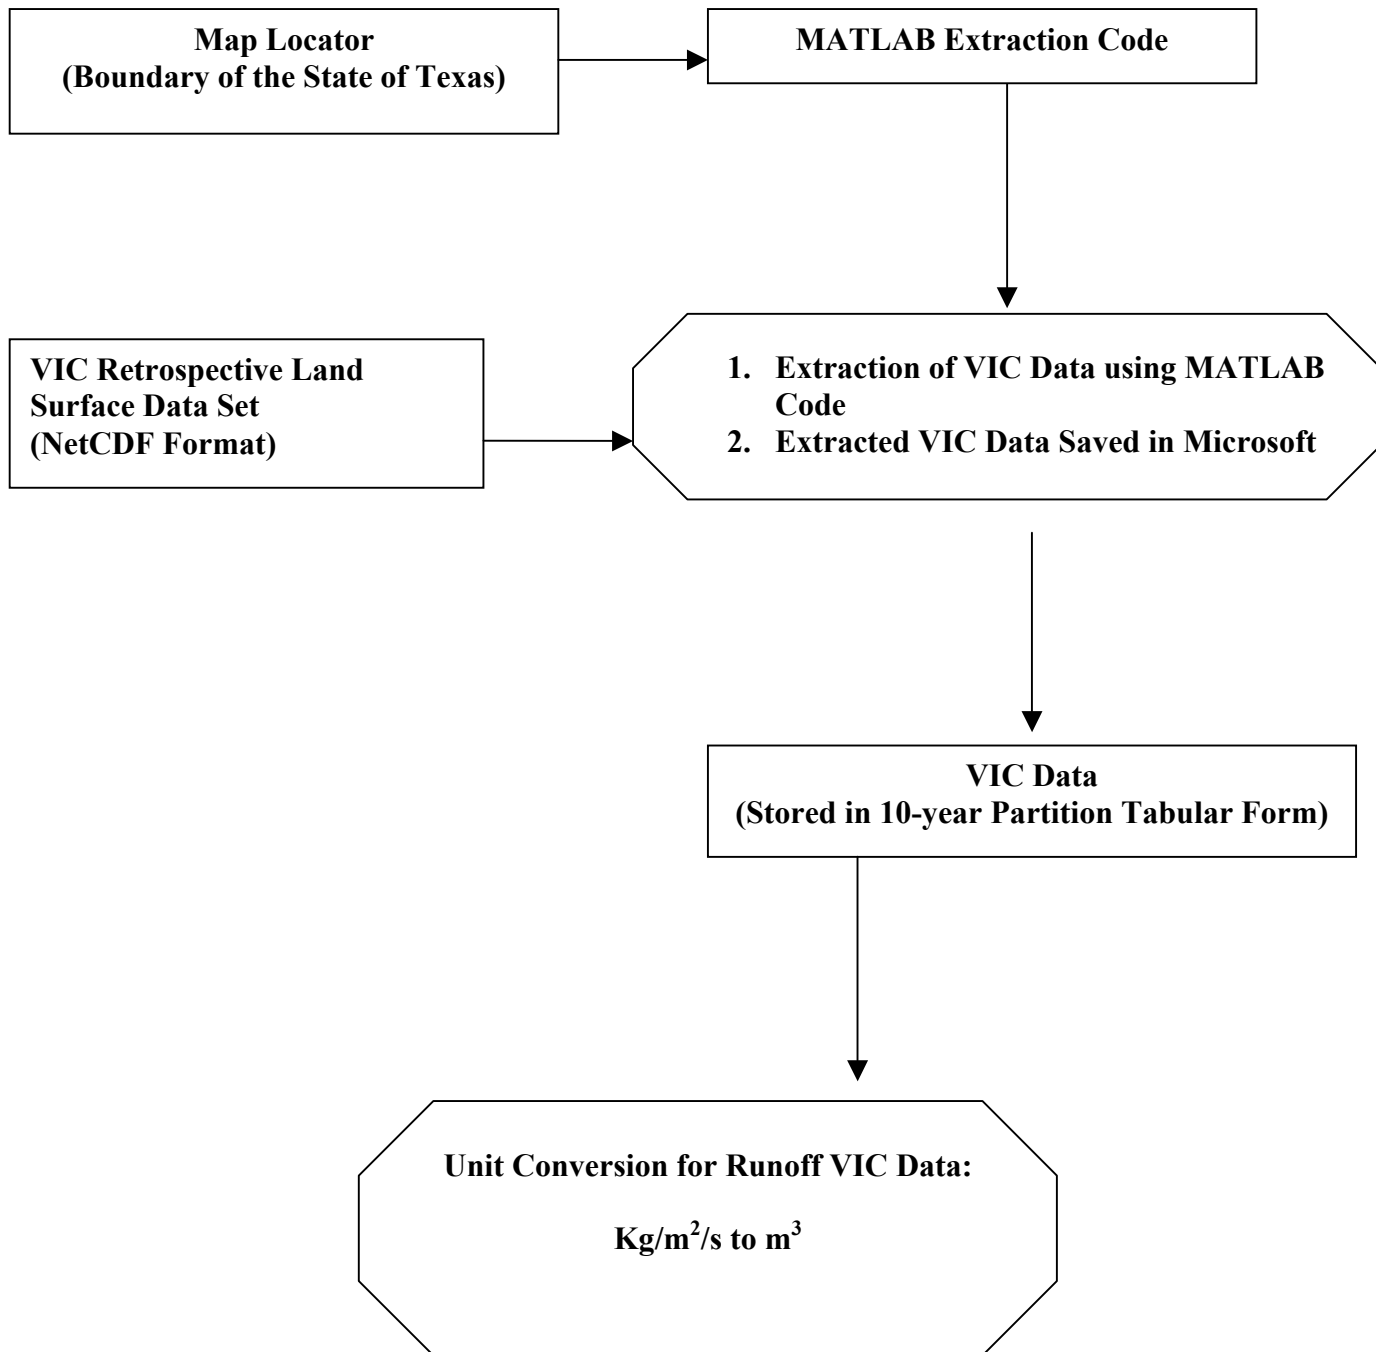 Map Locator
(Boundary of the State of Texas)
MATLAB Extraction Code
VIC Retrospective Land
Surface Data Set
(NetCDF Format)
1. Extraction of VIC Data using MATLAB
Code
2. Extracted VIC Data Saved in Microsoft
VIC Data
(Stored in 10-year Partition Tabular Form)
Unit Conversion for Runoff VIC Data:
Kg/m²/s to m³